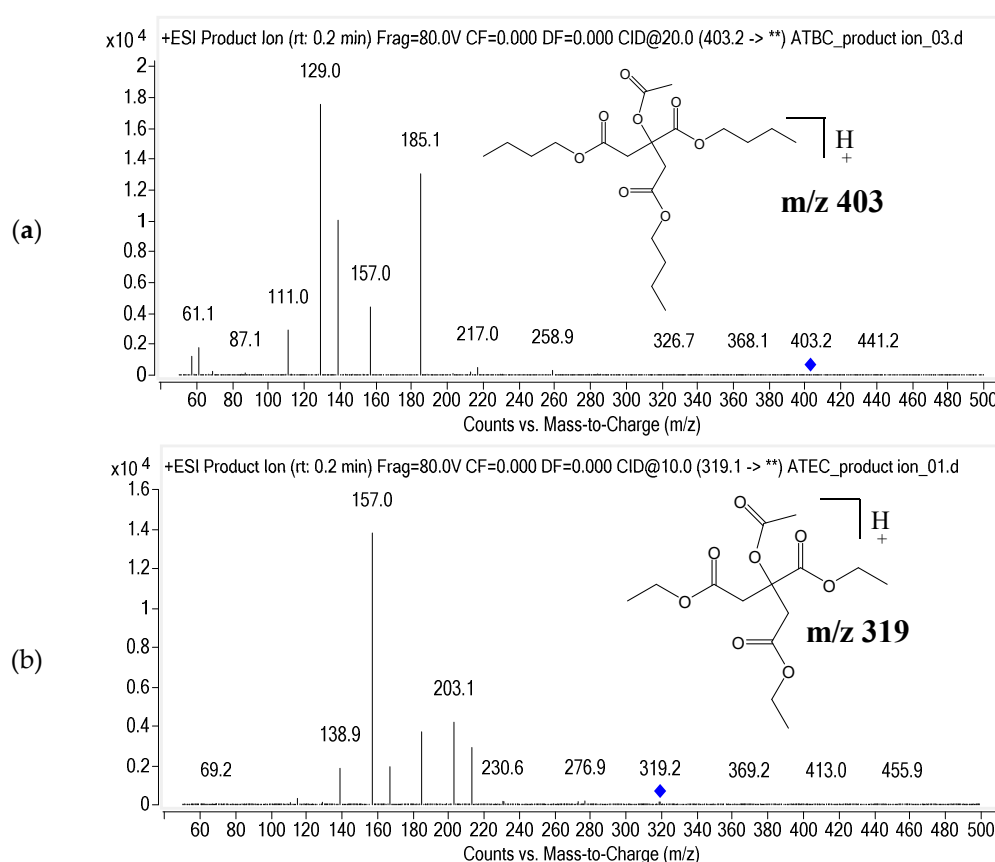 +ESI Product Ion (rt: 0.2 min) Frag=80.0V CF=0.000 DF=0.000 CID@20.0 (403.2 -> **) ATBC_product ion_03.d
x10 4
2
1.8
1.6
1.4
1.2
1
0.8
0.6
0.4
0.2
0
(a)
129.0
185.1
157.0
111.0
61.1
87.1
217.0
258.9
326.7
368.1
403.2
441.2
O
O
O
O
O
O
O
O
H
+
m/z 403
60 80 100 120 140 160 180 200 220 240 260 280 300 320 340 360 380 400 420 440 460 480 500
Counts vs. Mass-to-Charge (m/z)
+ESI Product Ion (rt: 0.2 min) Frag=80.0V CF=0.000 DF=0.000 CID@10.0 (319.1 -> **) ATEC_product ion_01.d
x10 4
1.6
1.4
1.2
1
0.8
0.6
0.4
0.2
0
(b)
157.0
203.1
138.9
69.2
230.6
276.9
319.2
369.2
413.0
455.9
O
O
O
O
O
O
O
O
H
+
m/z 319
60 80 100 120 140 160 180 200 220 240 260 280 300 320 340 360 380 400 420 440 460 480 500
Counts vs. Mass-to-Charge (m/z)